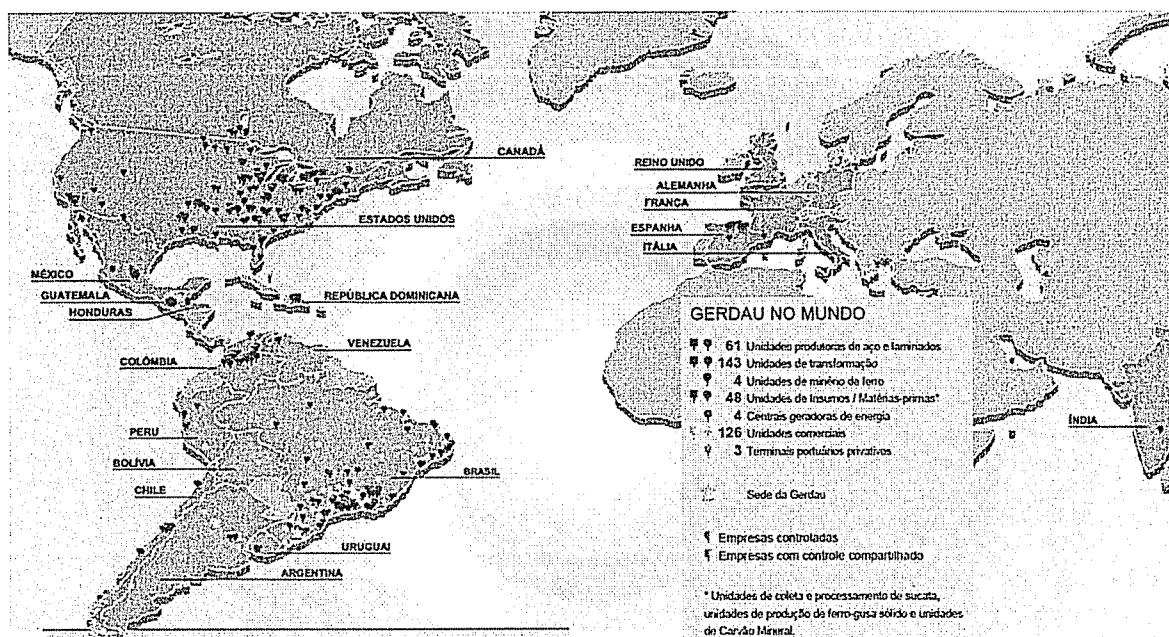 CANADÁ
ESTADOS UNIDOS
MÉXICO
GUATEMALA
HONDURAS
REPÚBLICA DOMINICANA
VENEZUELA
COLÔMBIA
PERU
BOLÍVIA
CHILE
BRASIL
URUGUAI
ARGENTINA
REINO UNIDO
ALEMANHA
FRANÇA
ESPANHA
ITÁLIA
ÍNDIA
GERDAU NO MUNDO
61 Unidades produtoras de aço e laminados
143 Unidades de transformação
4 Unidades de minério de ferro
48 Unidades de Insumos / Matérias-primas*
4 Centrais geradoras de energia
126 Unidades comerciais
3 Terminais portuários privativos
Sede da Gerdau
Empresas controladas
Empresas com controle compartilhado
* Unidades de coleta e processamento de sucata,
unidades de produção de ferro-gusa sólido e unidades
de Carvão Mineral.